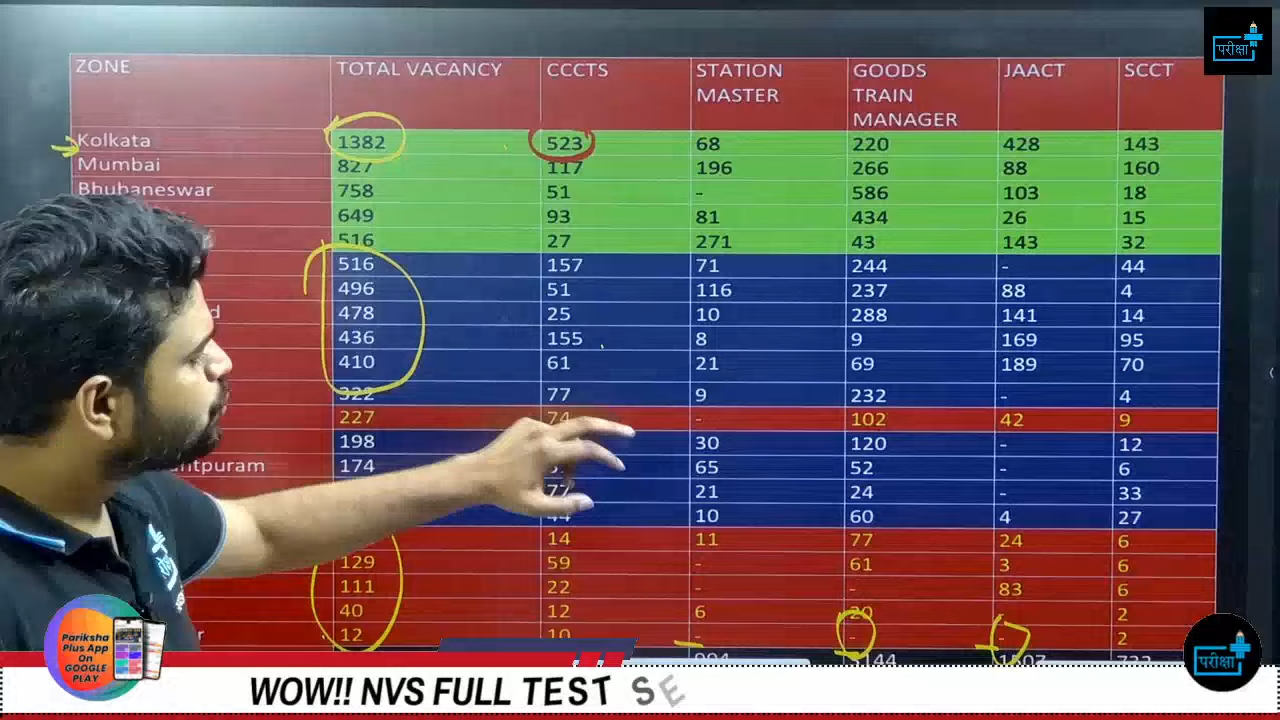 परीक्षा
ZONE TOTAL VACANCY CCCTS STATION MASTER GOODS TRAIN MANAGER JAACT SCCT
Kolkata 1382 523 68 220 428 143
Mumbai 827 117 196 266 88 160
Bhubaneswar 758 51 - 586 103 18
649 93 81 434 26 15
516 27 271 43 143 32
516 157 71 244 - 44
496 51 116 237 88 4
478 25 10 288 141 14
436 155 8 9 169 95
410 61 21 69 189 70
322 77 9 232 - 4
227 74 - 102 42 9
198 30 120 - 12
174 65 52 - 6
77 21 24 - 33
44 10 60 4 27
14 11 77 24 6
129 59 - 61 3 6
111 22 - - 83 6
40 12 6 20 - 2
12 10 - - - 2
Pariksha
Plus App
On
GOOGLE
PLAY
परीक्षा
WOW!! NVS FULL TEST SE